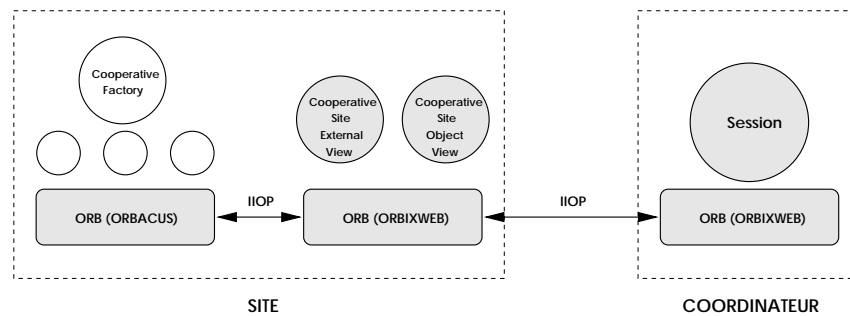 Cooperative
Factory
Cooperative
Site
External
View
Cooperative
Site
Object
View
Session
ORB (ORBACUS)
IIOP
ORB (ORBIXWEB)
IIOP
ORB (ORBIXWEB)
SITE
COORDINATEUR